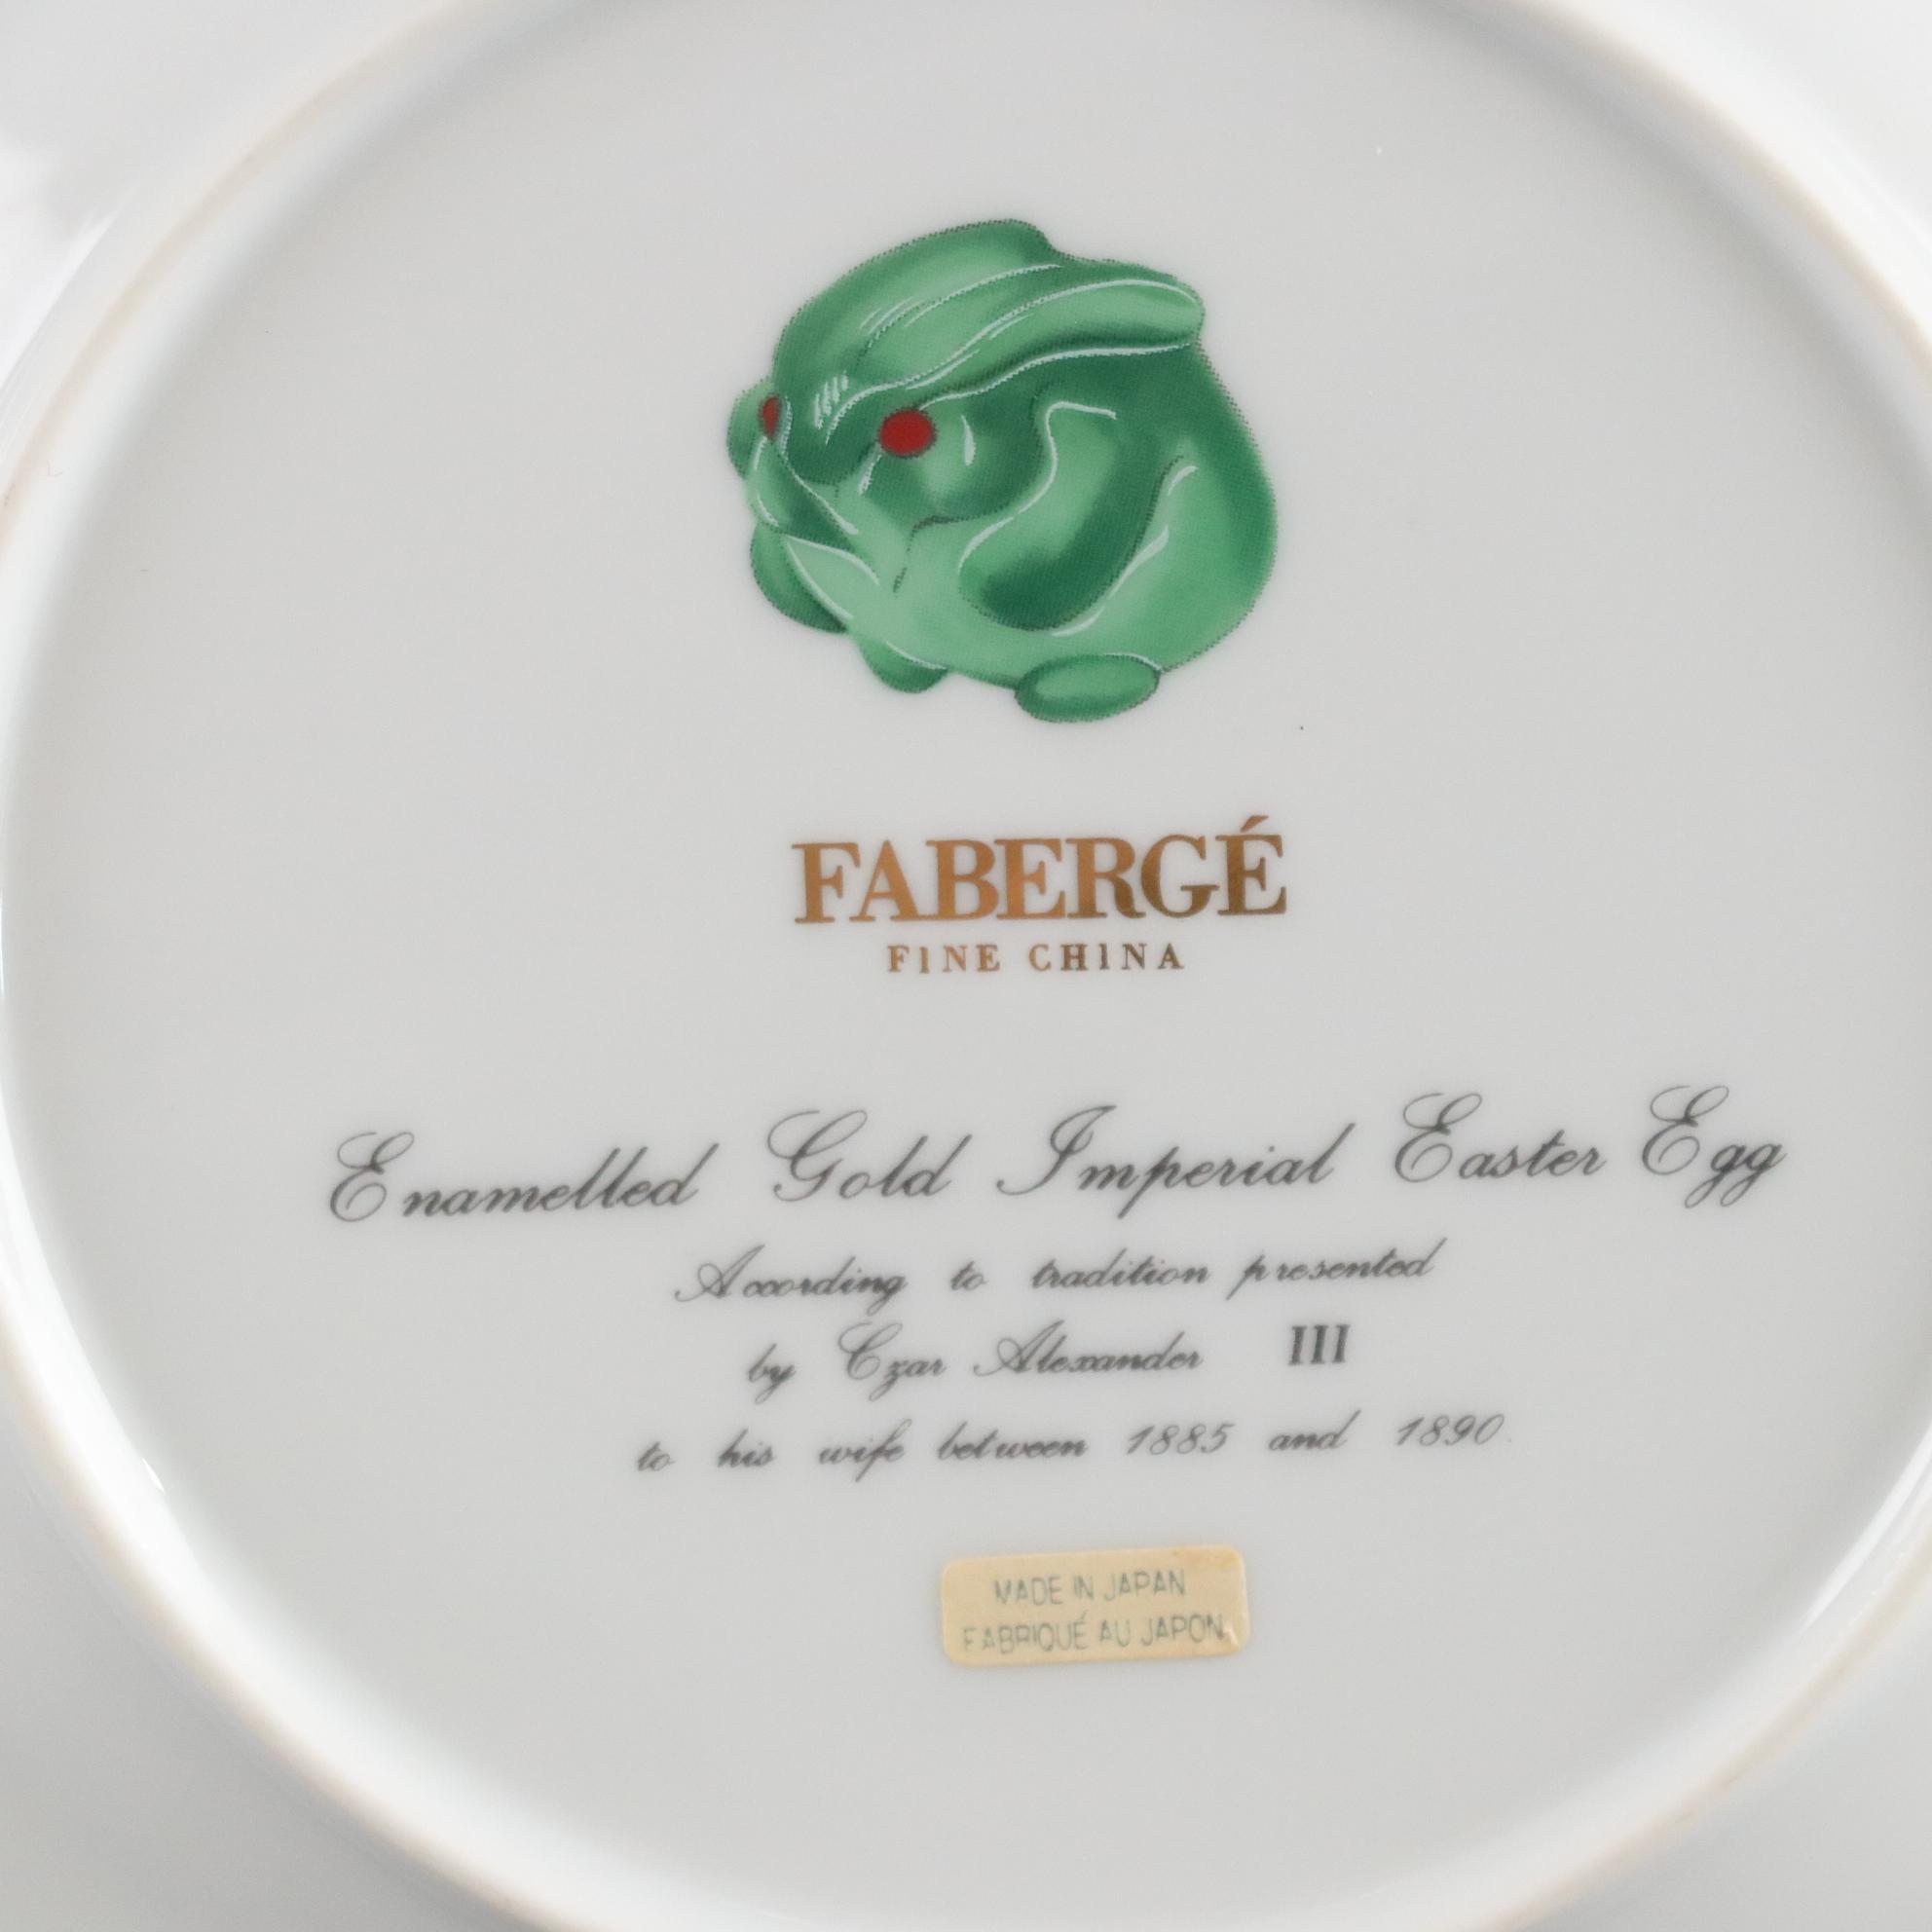 FABERGÉ
FINE CHINA
Enamelled Gold Imperial Easter Egg
According to tradition presented
by Czar Alexander III
to his wife between 1885 and 1890.
MADE IN JAPAN
FABRIQUÉ AU JAPON